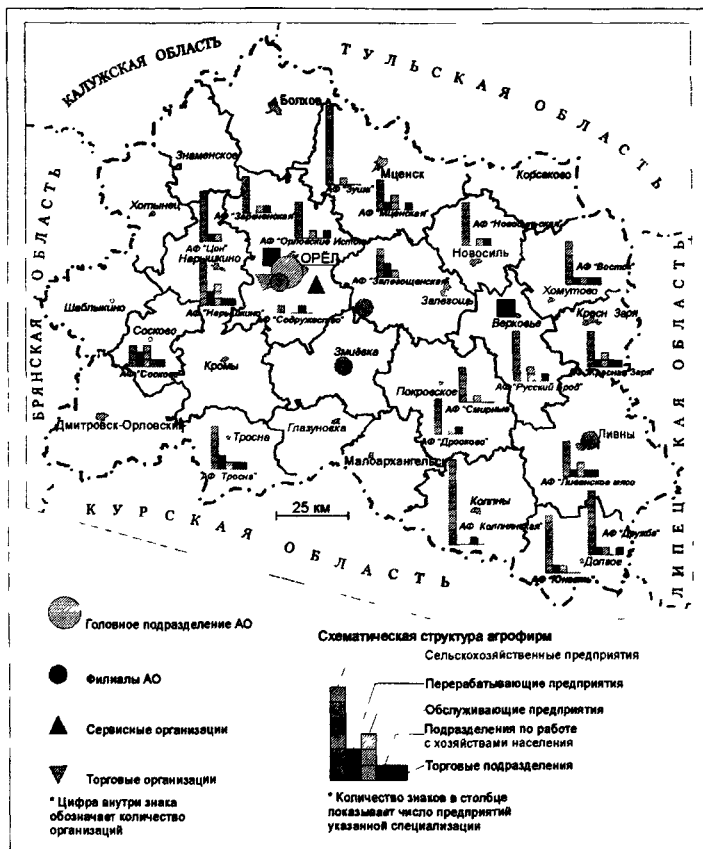 КАЛУЖСКАЯ ОБЛАСТЬ
ТУЛЬСКАЯ ОБЛАСТЬ
БРЯНСКАЯ ОБЛАСТЬ
ЛИПЕЦКАЯ ОБЛАСТЬ
КУРСКАЯ ОБЛАСТЬ
Болхов
Знаменское
АФ "Зуша"
Мценск
АФ "Мценская"
Корсаково
Хотынец
АФ "Цон"
Нарышкино
АФ "Нарышкино"
АФ "Орловские Истоки"
ОРЁЛ
АФ "Содружество"
АФ "Залегощенская"
Залегощь
Новосиль
АФ "Восток"
Хомутово
Красн Заря
АФ "Красная Заря"
Верховье
АФ "Русский Брод"
Шаблыкино
Сосково
АФ "Сосково"
Кромы
Змиёвка
Покровское
АФ "Смирные"
АФ "Дросково"
Дмитровск-Орловский
Тросна
АФ "Тросна"
Глазуновка
Малоархангельск
Ливны
АФ "Ливенское мясо"
Колпны
АФ "Колпнянская"
АФ "Дружба"
Долгое
АФ "Юность"
25 км
Головное подразделение АО
Филиалы АО
Сервисные организации
Торговые организации
* Цифра внутри знака
обозначает количество
организаций
Схематическая структура агрофирм
Сельскохозяйственные предприятия
Перерабатывающие предприятия
Обслуживающие предприятия
Подразделения по работе
с хозяйствами населения
Торговые подразделения
* Количество знаков в столбце
показывает число предприятий
указанной специализации